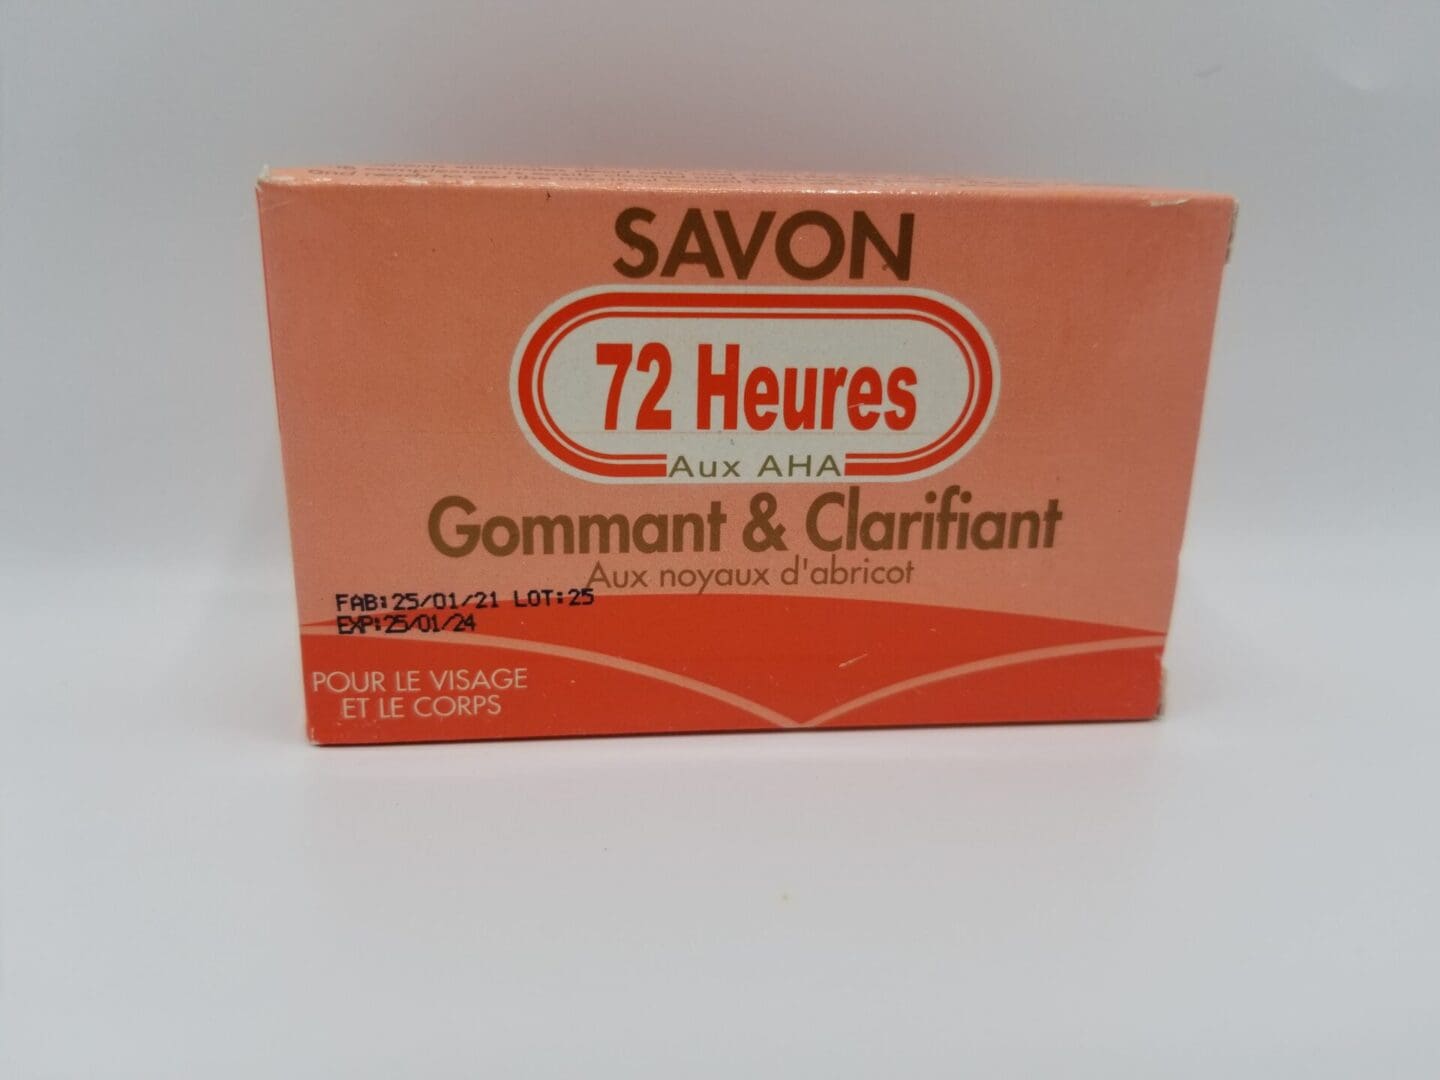 SAVON
72 Heures
Aux AHA
Gommant & Clarifiant
Aux noyaux d'abricot
FAB:25/01/21 LOT:25
EXP:25/01/24
POUR LE VISAGE
ET LE CORPS